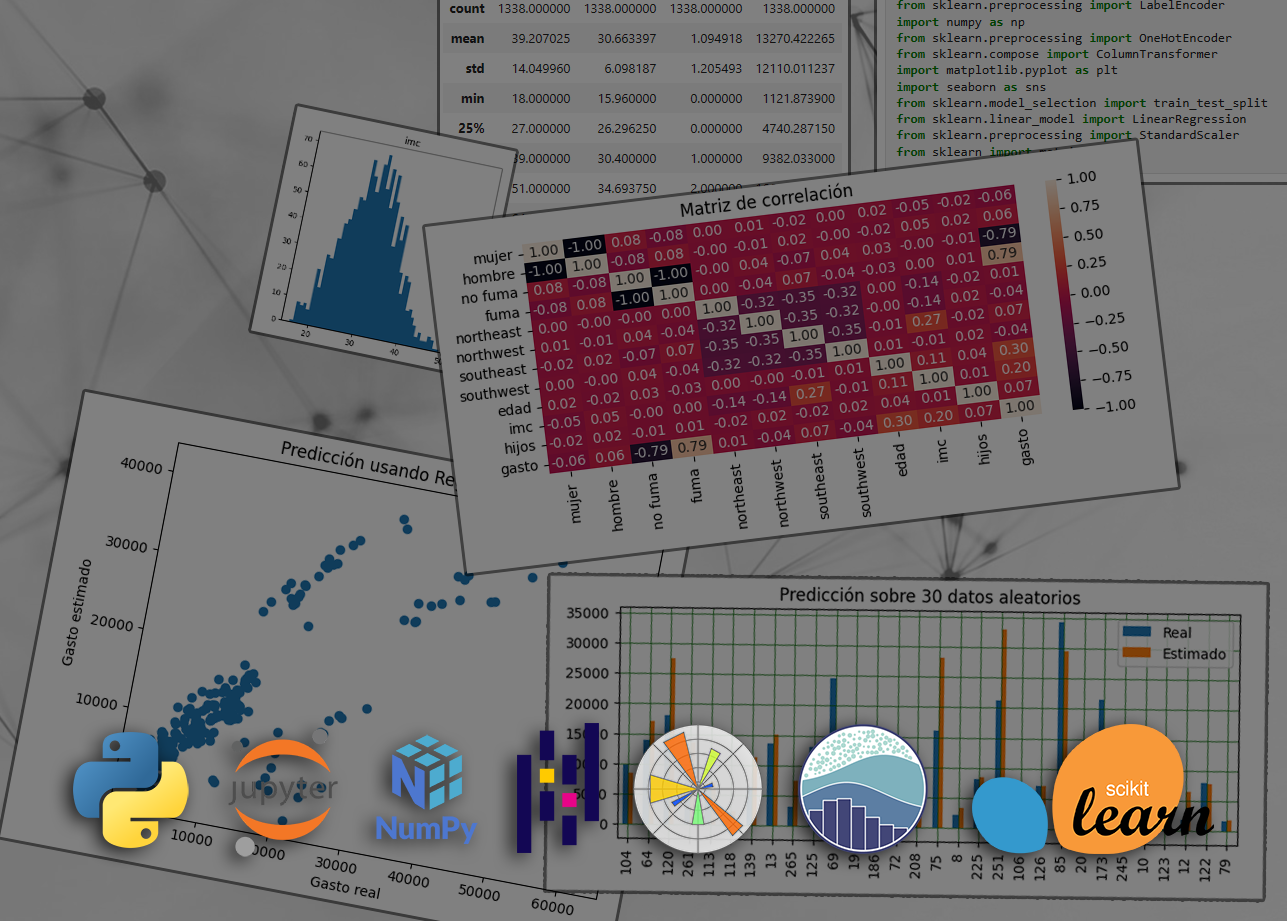 count 1338.000000 1338.000000 1338.000000 1338.000000
mean 39.207025 30.663397 1.094918 13270.422265
std 14.049960 6.098187 1.205493 12110.011237
min 18.000000 15.960000 0.000000 1121.873900
25% 27.000000 26.296250 0.000000 4740.287150
39.000000 30.400000 1.000000 9382.033000
51.000000 34.693750 2.000000
from sklearn.preprocessing import LabelEncoder
import numpy as np
from sklearn.preprocessing import OneHotEncoder
from sklearn.compose import ColumnTransformer
import matplotlib.pyplot as plt
import seaborn as sns
from sklearn.model_selection import train_test_split
from sklearn.linear_model import LinearRegression
from sklearn.preprocessing import StandardScaler
from sklearn import
imc
70
60
50
40
30
20
10
0
20 30 40
Matriz de correlación
mujer 1.00 -1.00 0.08 -0.08 0.00 0.01 -0.02 0.00 0.02 -0.05 -0.02 -0.06
hombre -1.00 1.00 -0.08 0.08 -0.00 -0.01 0.02 -0.00 -0.02 0.05 0.02 0.06
no fuma 0.08 -0.08 1.00 -1.00 -0.00 0.04 -0.07 0.04 0.03 -0.00 -0.01 -0.79
fuma -0.08 0.08 -1.00 1.00 0.00 -0.04 0.07 -0.04 -0.03 0.00 0.01 0.79
northeast 0.00 -0.00 -0.00 0.00 1.00 -0.32 -0.35 -0.32 0.00 -0.14 -0.02 0.01
northwest 0.01 -0.01 0.04 -0.04 -0.32 1.00 -0.35 -0.32 -0.00 -0.14 0.02 -0.04
southeast -0.02 0.02 -0.07 0.07 -0.35 -0.35 1.00 -0.35 -0.01 0.27 -0.02 0.07
southwest 0.00 -0.00 0.04 -0.04 -0.32 -0.32 -0.35 1.00 0.01 -0.01 0.02 -0.04
edad 0.02 -0.02 0.03 -0.03 0.00 -0.00 -0.01 0.01 1.00 0.11 0.04 0.30
imc -0.05 0.05 -0.00 0.00 -0.14 -0.14 0.27 -0.01 0.11 1.00 0.01 0.20
hijos -0.02 0.02 -0.01 0.01 -0.02 0.02 -0.02 0.02 0.04 0.01 1.00 0.07
gasto -0.06 0.06 -0.79 0.79 0.01 -0.04 0.07 -0.04 0.30 0.20 0.07 1.00
mujer hombre no fuma fuma northeast northwest southeast southwest edad imc hijos gasto
1.00
0.75
0.50
0.25
0.00
−0.25
−0.50
−0.75
−1.00
Predicción usando
Gasto estimado
40000
30000
20000
10000
10000 30000 40000 50000 60000
Gasto real
Predicción sobre 30 datos aleatorios
Real
Estimado
35000
30000
25000
20000
0
104 64 120 261 113 118 139 13 265 125 69 186 72 208 75 8 225 251 106 126 85 20 173 245 10 123 12 122 79
jupyter
NumPy
scikit
learn